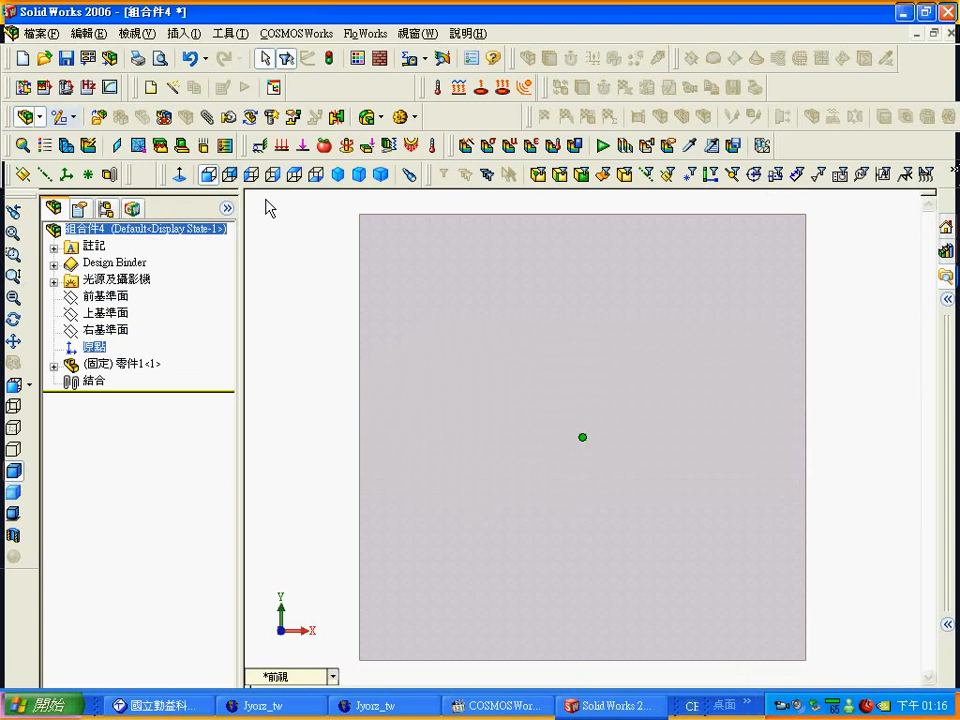 SolidWorks 2006 - [組合件4 *]
檔案(F) 編輯(E) 檢視(V) 插入(I) 工具(T) COSMOSWorks FloWorks 視窗(W) 說明(H)
組合件4 (Default<Display State-1>)
註記
Design Binder
光源及攝影機
前基準面
上基準面
右基準面
原點
(固定) 零件1<1>
結合
Y
X
*前視
開始 國立勤益科... Jyorz_tw Jyorz_tw COSMOSWor... SolidWorks 2... CE 桌面 » 65 下午 01:16